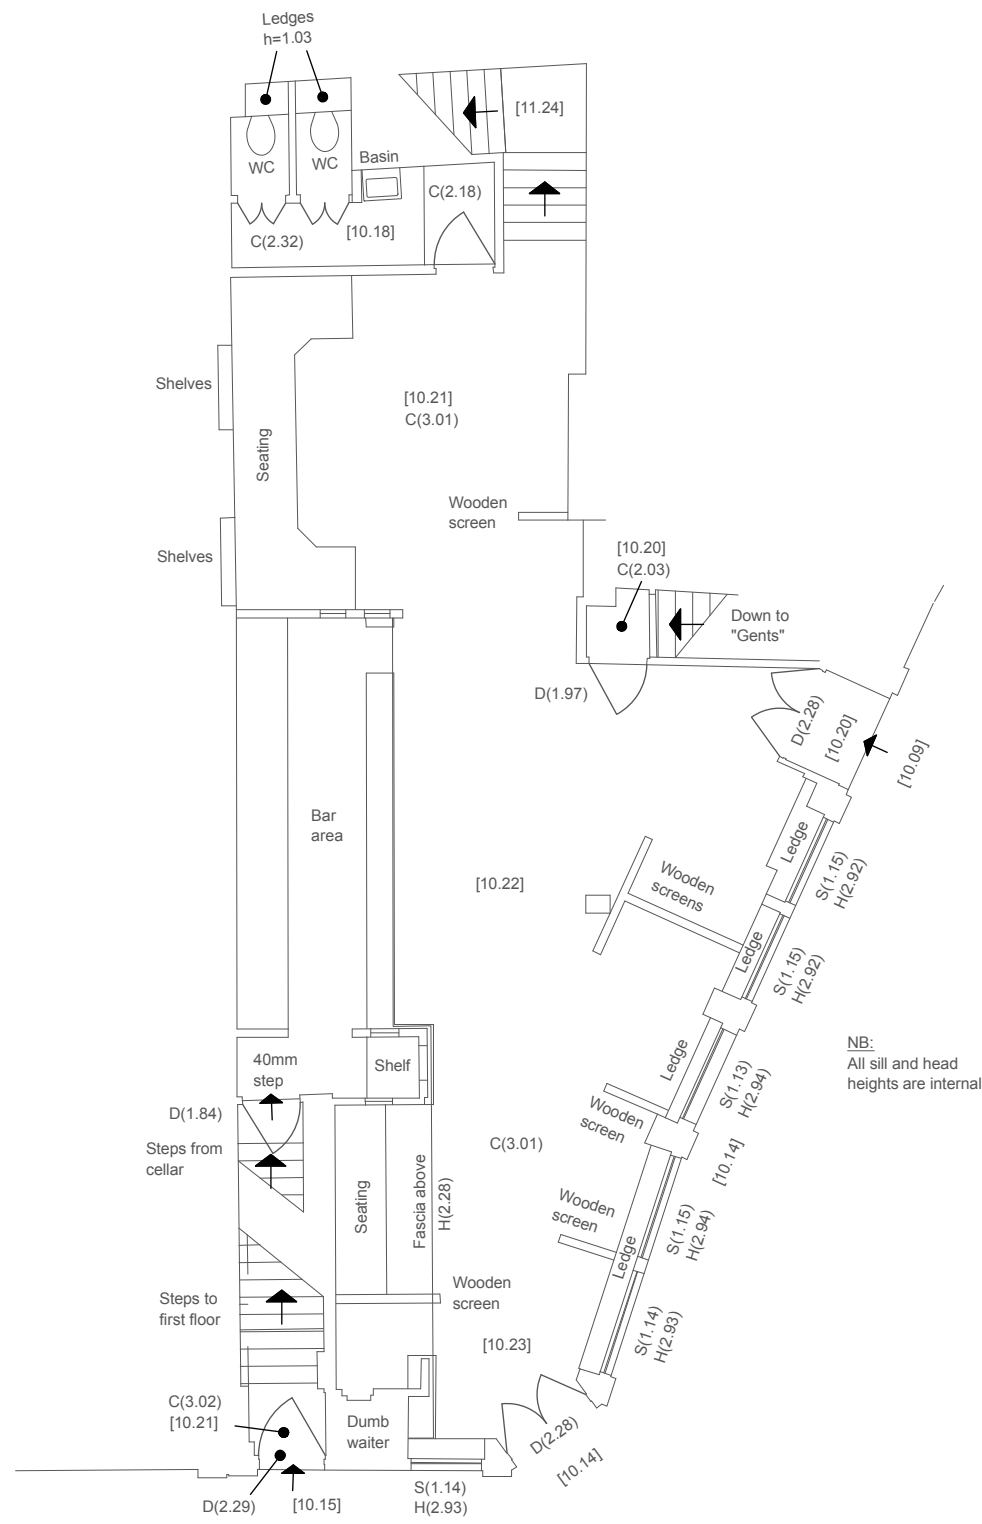 Ledges
h=1.03
[11.24]
WC
WC
Basin
C(2.18)
C(2.32)
[10.18]
Shelves
[10.21]
C(3.01)
Seating
Wooden
screen
Shelves
[10.20]
C(2.03)
Down to
"Gents"
D(1.97)
D(2.28)
[10.20]
[10.09]
Bar
area
Ledge
S(1.15)
H(2.92)
Wooden
screens
[10.22]
Ledge
S(1.15)
H(2.92)
NB:
All sill and head
heights are internal
40mm
step
Shelf
Ledge
S(1.13)
H(2.94)
D(1.84)
Wooden
screen
Steps from
cellar
C(3.01)
[10.14]
Seating
Fascia above
H(2.28)
Wooden
screen
S(1.15)
H(2.94)
Ledge
Steps to
first floor
Wooden
screen
[10.23]
S(1.14)
H(2.93)
C(3.02)
[10.21]
Dumb
waiter
D(2.28)
[10.14]
D(2.29)
[10.15]
S(1.14)
H(2.93)